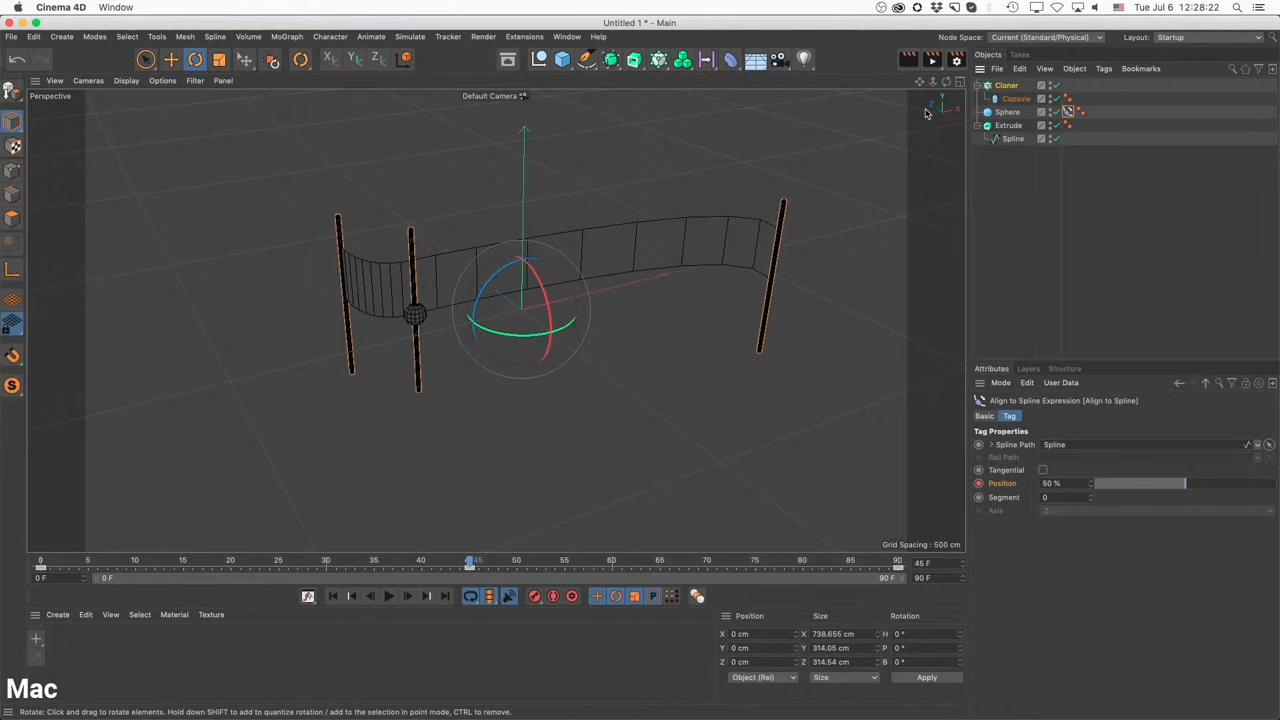 Cinema 4D Window Tue Jul 6 12:28:22
Untitled 1 * - Main
File Edit Create Modes Select Tools Mesh Spline Volume MoGraph Character Animate Simulate Tracker Render Extensions Window Help Node Space: Current (Standard/Physical) Layout: Startup
X Y Z
View Cameras Display Options Filter Panel
File Edit View Object Tags Bookmarks
Objects Takes
Perspective Default Camera
Y Z X
Cloner
Capsule
Sphere
Extrude
Spline
Attributes Layers Structure
Mode Edit User Data
Align to Spline Expression [Align to Spline]
Basic Tag
Tag Properties
Spline Path Spline
Rail Path
Tangential
Position 50 %
Segment 0
Axis Z
Grid Spacing : 500 cm
0 5 10 15 20 25 30 35 40 45 50 55 60 65 70 75 80 85 90 45 F
0 F 0 F 90 F 90 F
Create Edit View Select Material Texture
Position Size Rotation
X 0 cm X 738.655 cm H 0 °
Y 0 cm Y 314.05 cm P 0 °
Z 0 cm Z 314.54 cm B 0 °
Object (Rel) Size Apply
Mac
Rotate: Click and drag to rotate elements. Hold down SHIFT to add to quantize rotation / add to the selection in point mode, CTRL to remove.